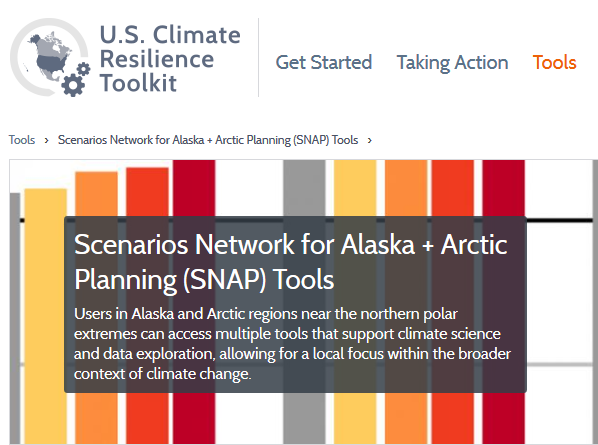 U.S. Climate
Resilience
Toolkit
Get Started
Taking Action
Tools
Tools › Scenarios Network for Alaska + Arctic Planning (SNAP) Tools ›
Scenarios Network for Alaska + Arctic
Planning (SNAP) Tools
Users in Alaska and Arctic regions near the northern polar
extremes can access multiple tools that support climate science
and data exploration, allowing for a local focus within the broader
context of climate change.